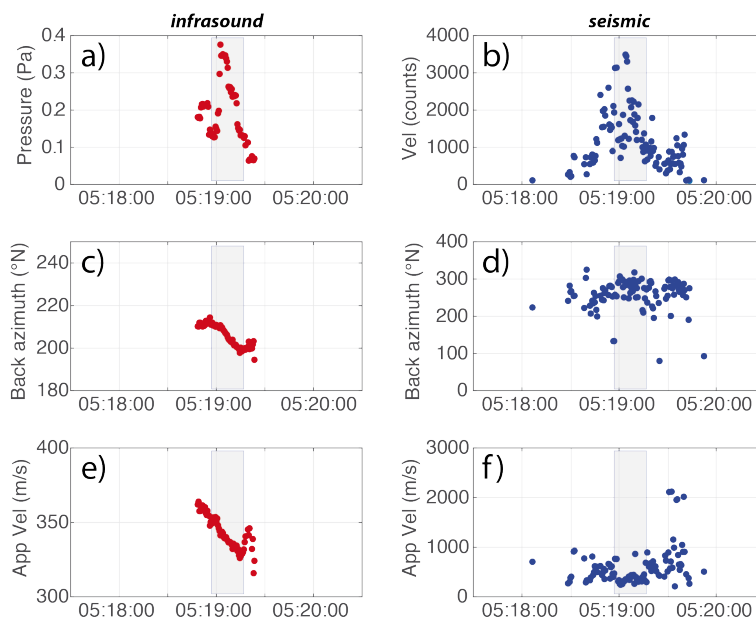 infrasound
seismic
a)
Pressure (Pa)
0.4
0.3
0.2
0.1
0
05:18:00 05:19:00 05:20:00
b)
Vel (counts)
4000
3000
2000
1000
0
05:18:00 05:19:00 05:20:00
c)
Back azimuth (°N)
240
220
200
180
05:18:00 05:19:00 05:20:00
d)
Back azimuth (°N)
400
300
200
100
0
05:18:00 05:19:00 05:20:00
e)
App Vel (m/s)
400
350
300
05:18:00 05:19:00 05:20:00
f)
App Vel (m/s)
3000
2000
1000
0
05:18:00 05:19:00 05:20:00